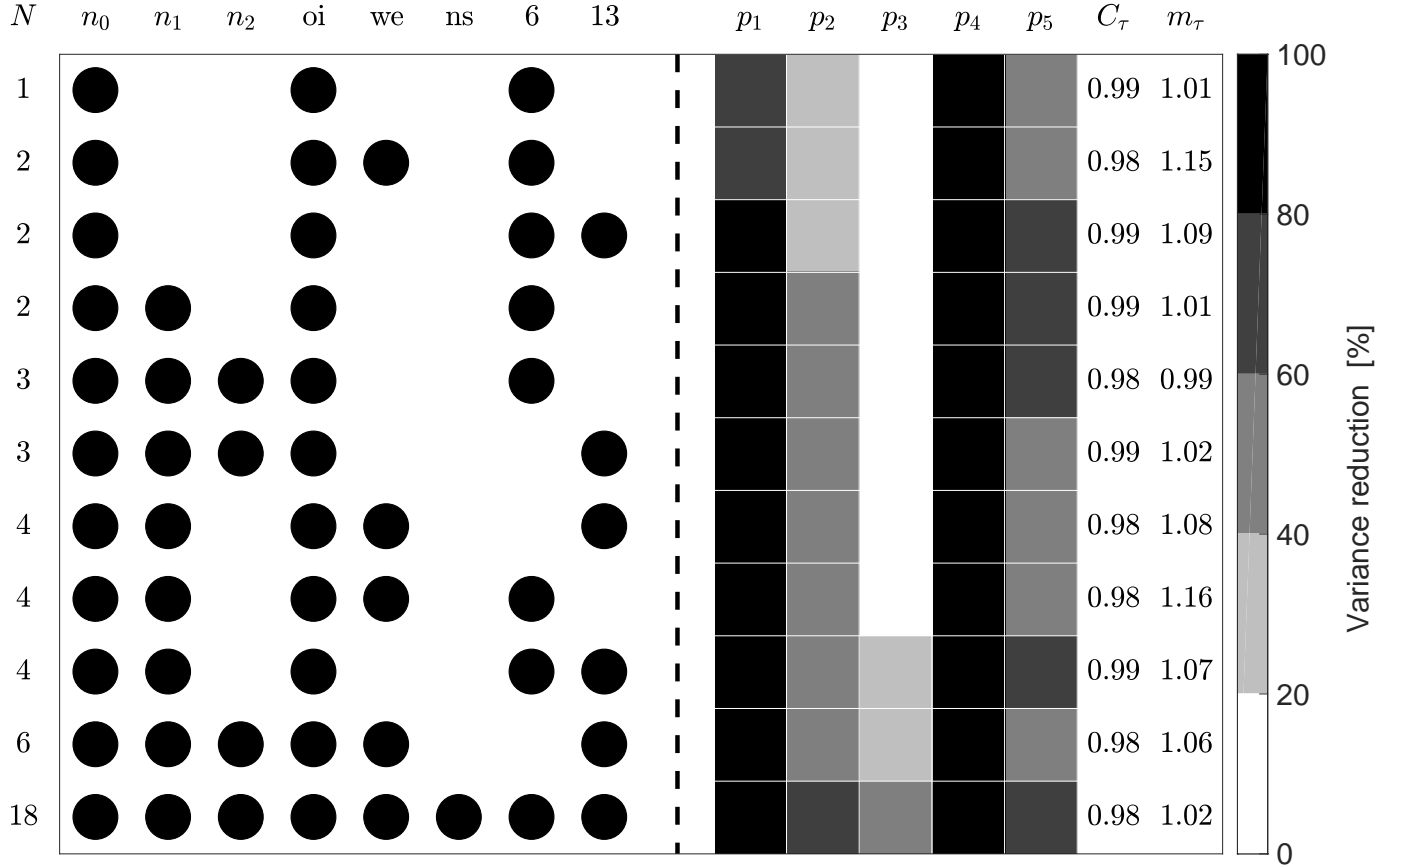 N n₀ n₁ n₂ oi we ns 6 13 p₁ p₂ p₃ p₄ p₅ C_τ m_τ
1 0.99 1.01
2 0.98 1.15
2 0.99 1.09
2 0.99 1.01
3 0.98 0.99
3 0.99 1.02
4 0.98 1.08
4 0.98 1.16
4 0.99 1.07
6 0.98 1.06
18 0.98 1.02
100
80
60
40
20
0
Variance reduction [%]